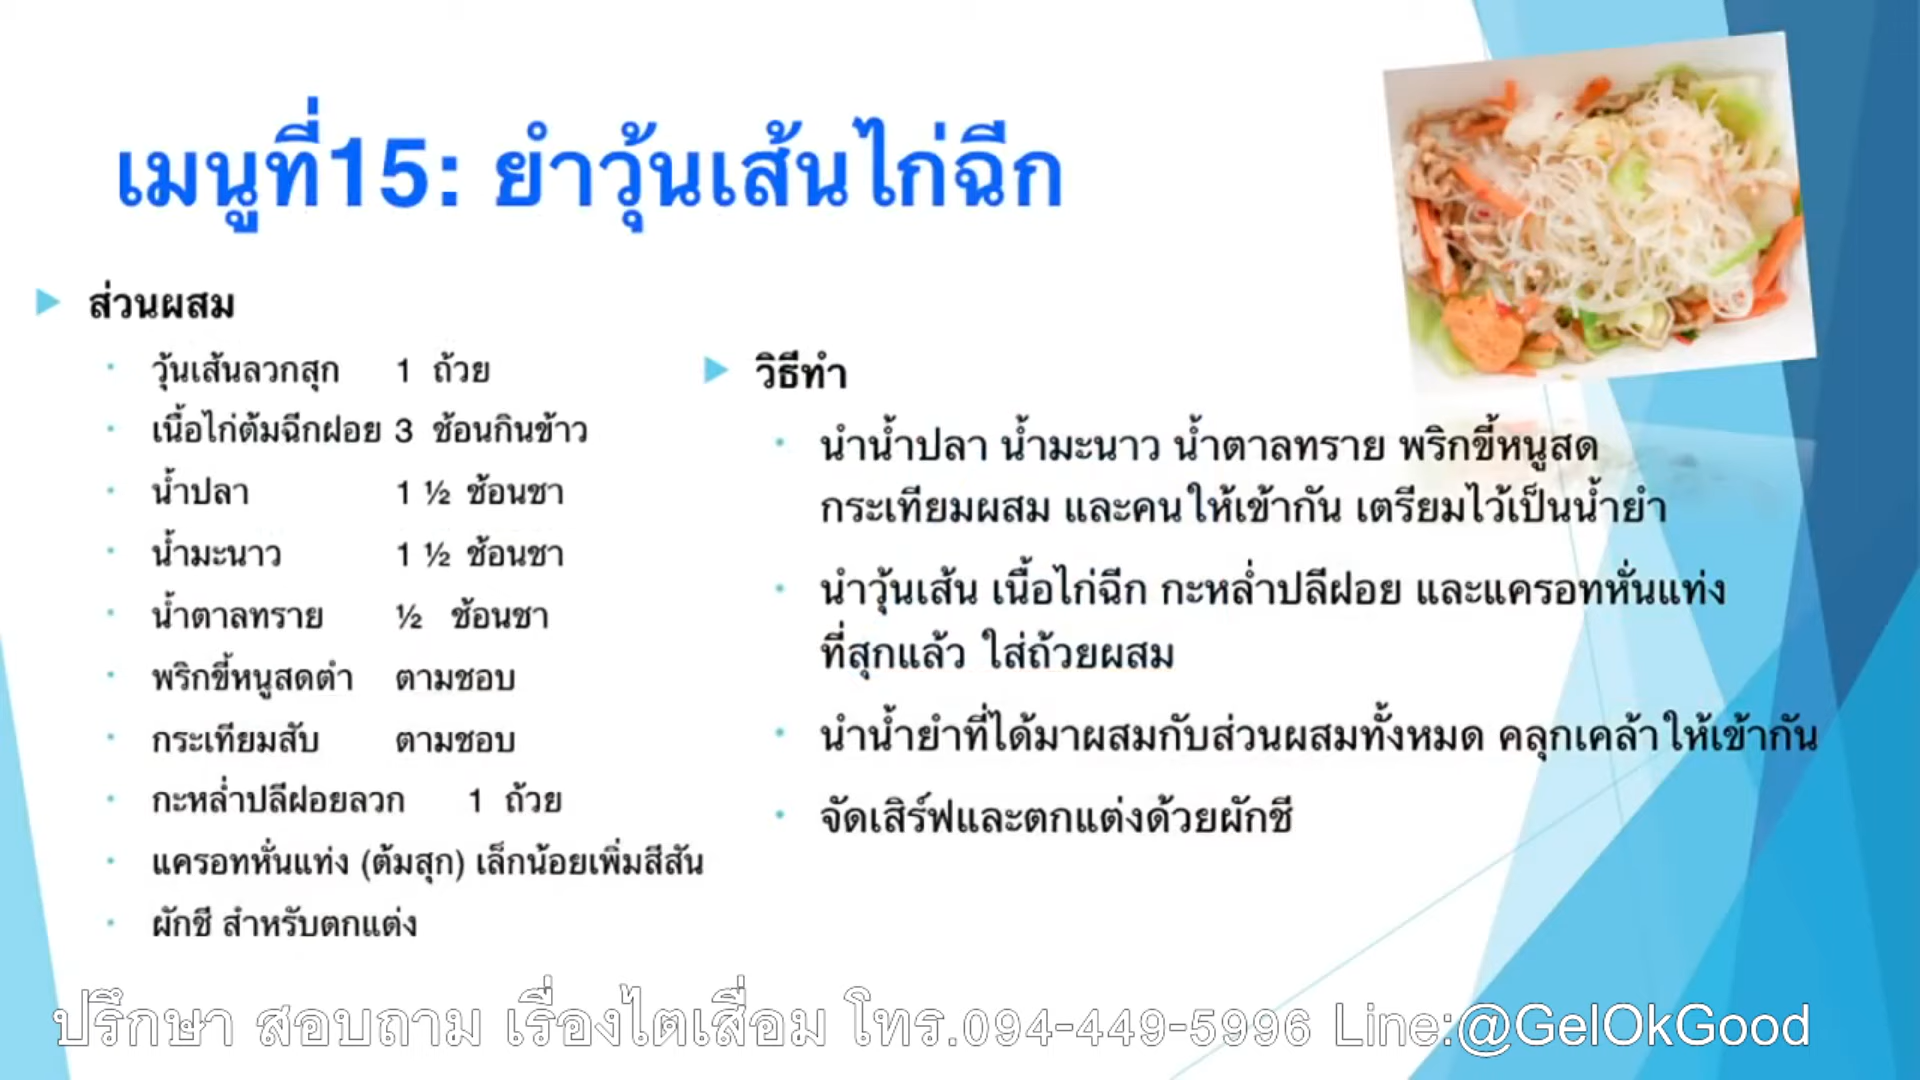 เมนูที่15: ยำวุ้นเส้นไก่ฉีก
ส่วนผสม
วุ้นเส้นลวกสุก 1 ถ้วย
เนื้อไก่ต้มฉีกฝอย 3 ช้อนกินข้าว
น้ำปลา 1 ½ ช้อนชา
น้ำมะนาว 1 ½ ช้อนชา
น้ำตาลทราย ½ ช้อนชา
พริกขี้หนูสดตำ ตามชอบ
กระเทียมสับ ตามชอบ
กะหล่ำปลีฝอยลวก 1 ถ้วย
แครอทหั่นแท่ง (ต้มสุก) เล็กน้อยเพิ่มสีสัน
ผักชี สำหรับตกแต่ง
วิธีทำ
นำน้ำปลา น้ำมะนาว น้ำตาลทราย พริกขี้หนูสด
กระเทียมผสม และคนให้เข้ากัน เตรียมไว้เป็นน้ำยำ
นำวุ้นเส้น เนื้อไก่ฉีก กะหล่ำปลีฝอย และแครอทหั่นแท่ง
ที่สุกแล้ว ใส่ถ้วยผสม
นำน้ำยำที่ได้มาผสมกับส่วนผสมทั้งหมด คลุกเคล้าให้เข้ากัน
จัดเสิร์ฟและตกแต่งด้วยผักชี
ปรึกษา สอบถาม เรื่องไตเสื่อม โทร.094-449-5996 Line:@GelOkGood